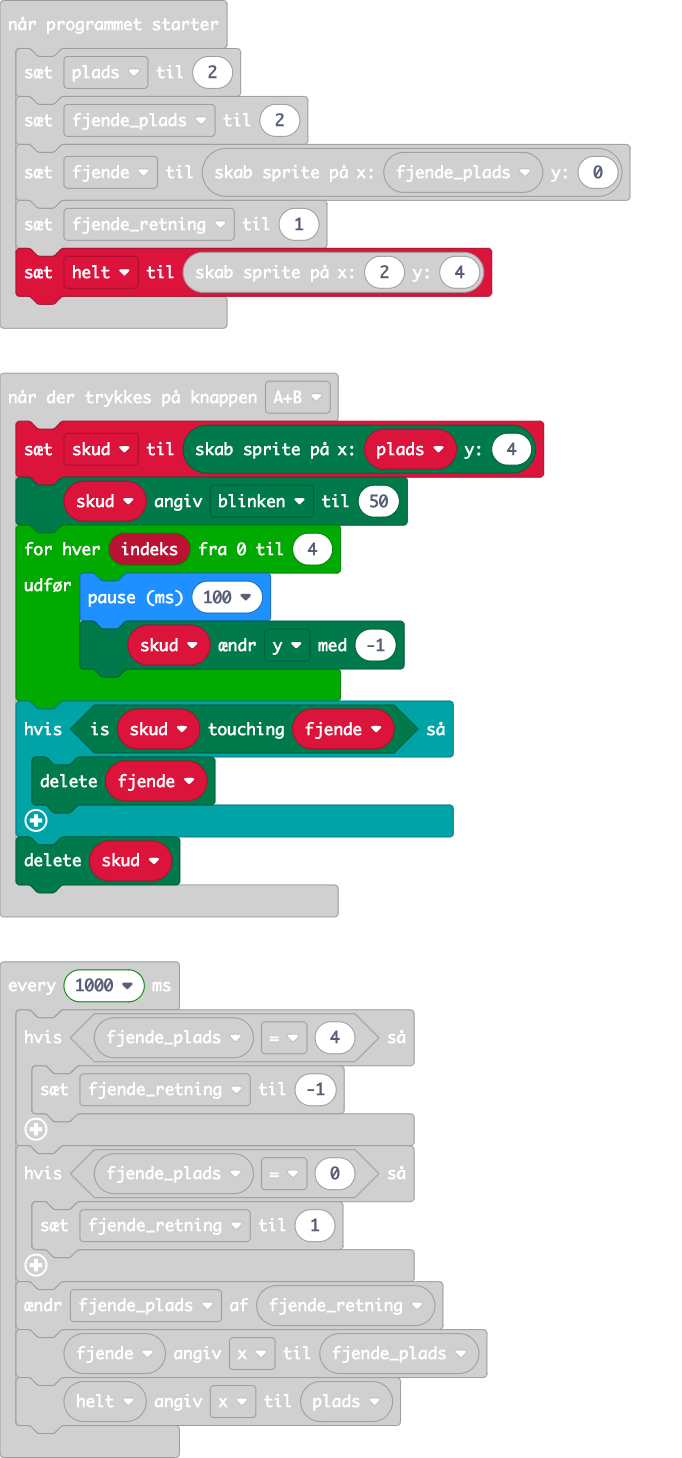 når programmet starter
sæt plads til 2
sæt fjende_plads til 2
sæt fjende til skab sprite på x: fjende_plads y: 0
sæt fjende_retning til 1
sæt helt til skab sprite på x: 2 y: 4
når der trykkes på knappen A+B
sæt skud til skab sprite på x: plads y: 4
skud angiv blinken til 50
for hver indeks fra 0 til 4
udfør
pause (ms) 100
skud ændr y med -1
hvis is skud touching fjende så
delete fjende
delete skud
every 1000 ms
hvis fjende_plads = 4 så
sæt fjende_retning til -1
hvis fjende_plads = 0 så
sæt fjende_retning til 1
ændr fjende_plads af fjende_retning
fjende angiv x til fjende_plads
helt angiv x til plads